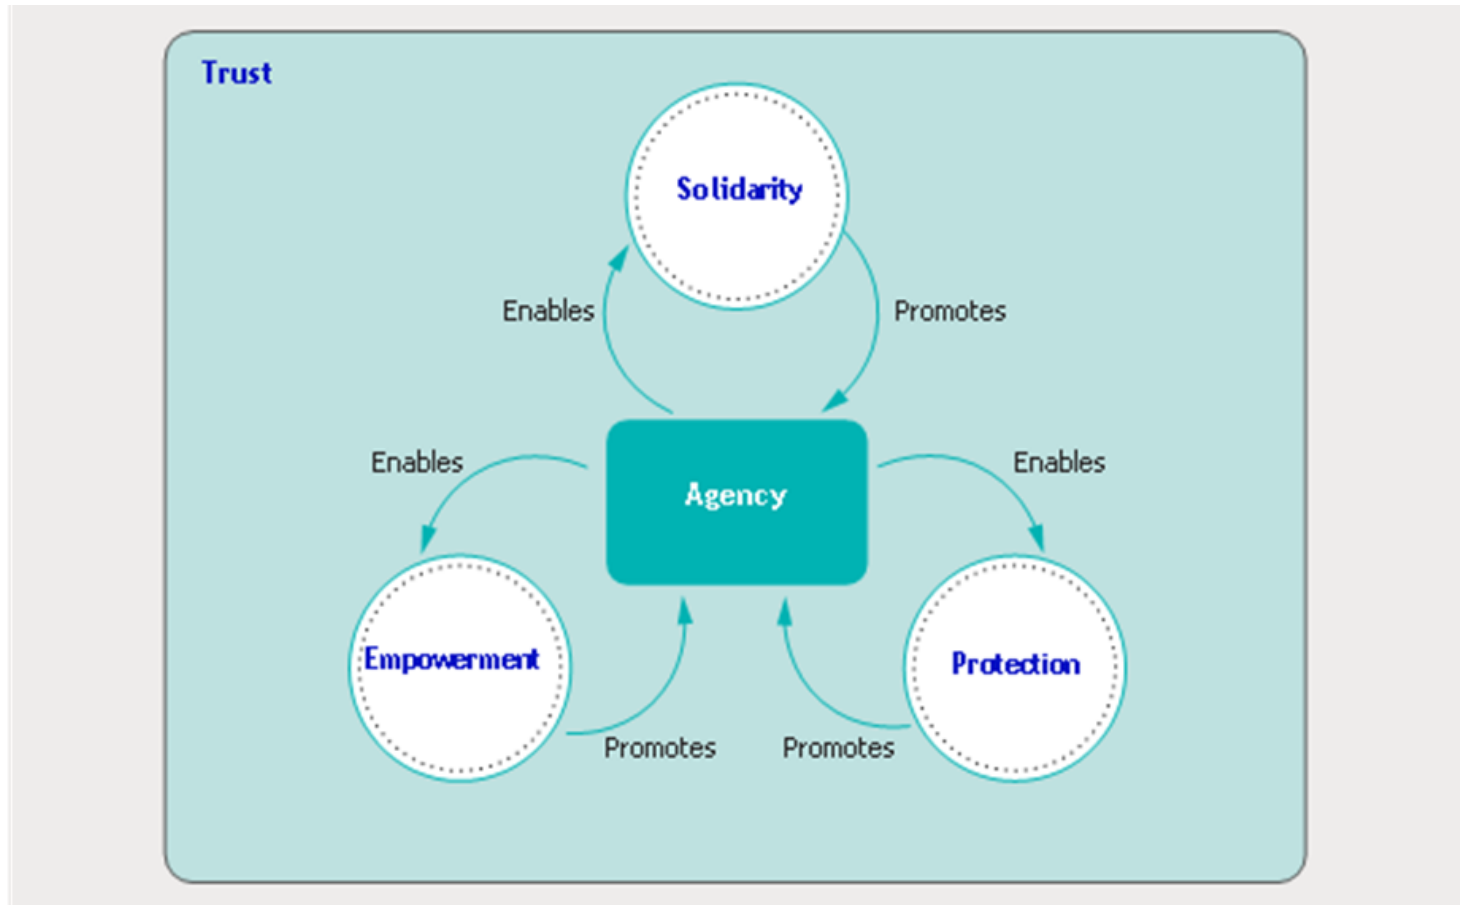 Trust
Solidarity
Enables
Promotes
Enables
Enables
Agency
Empowerment
Protection
Promotes
Promotes